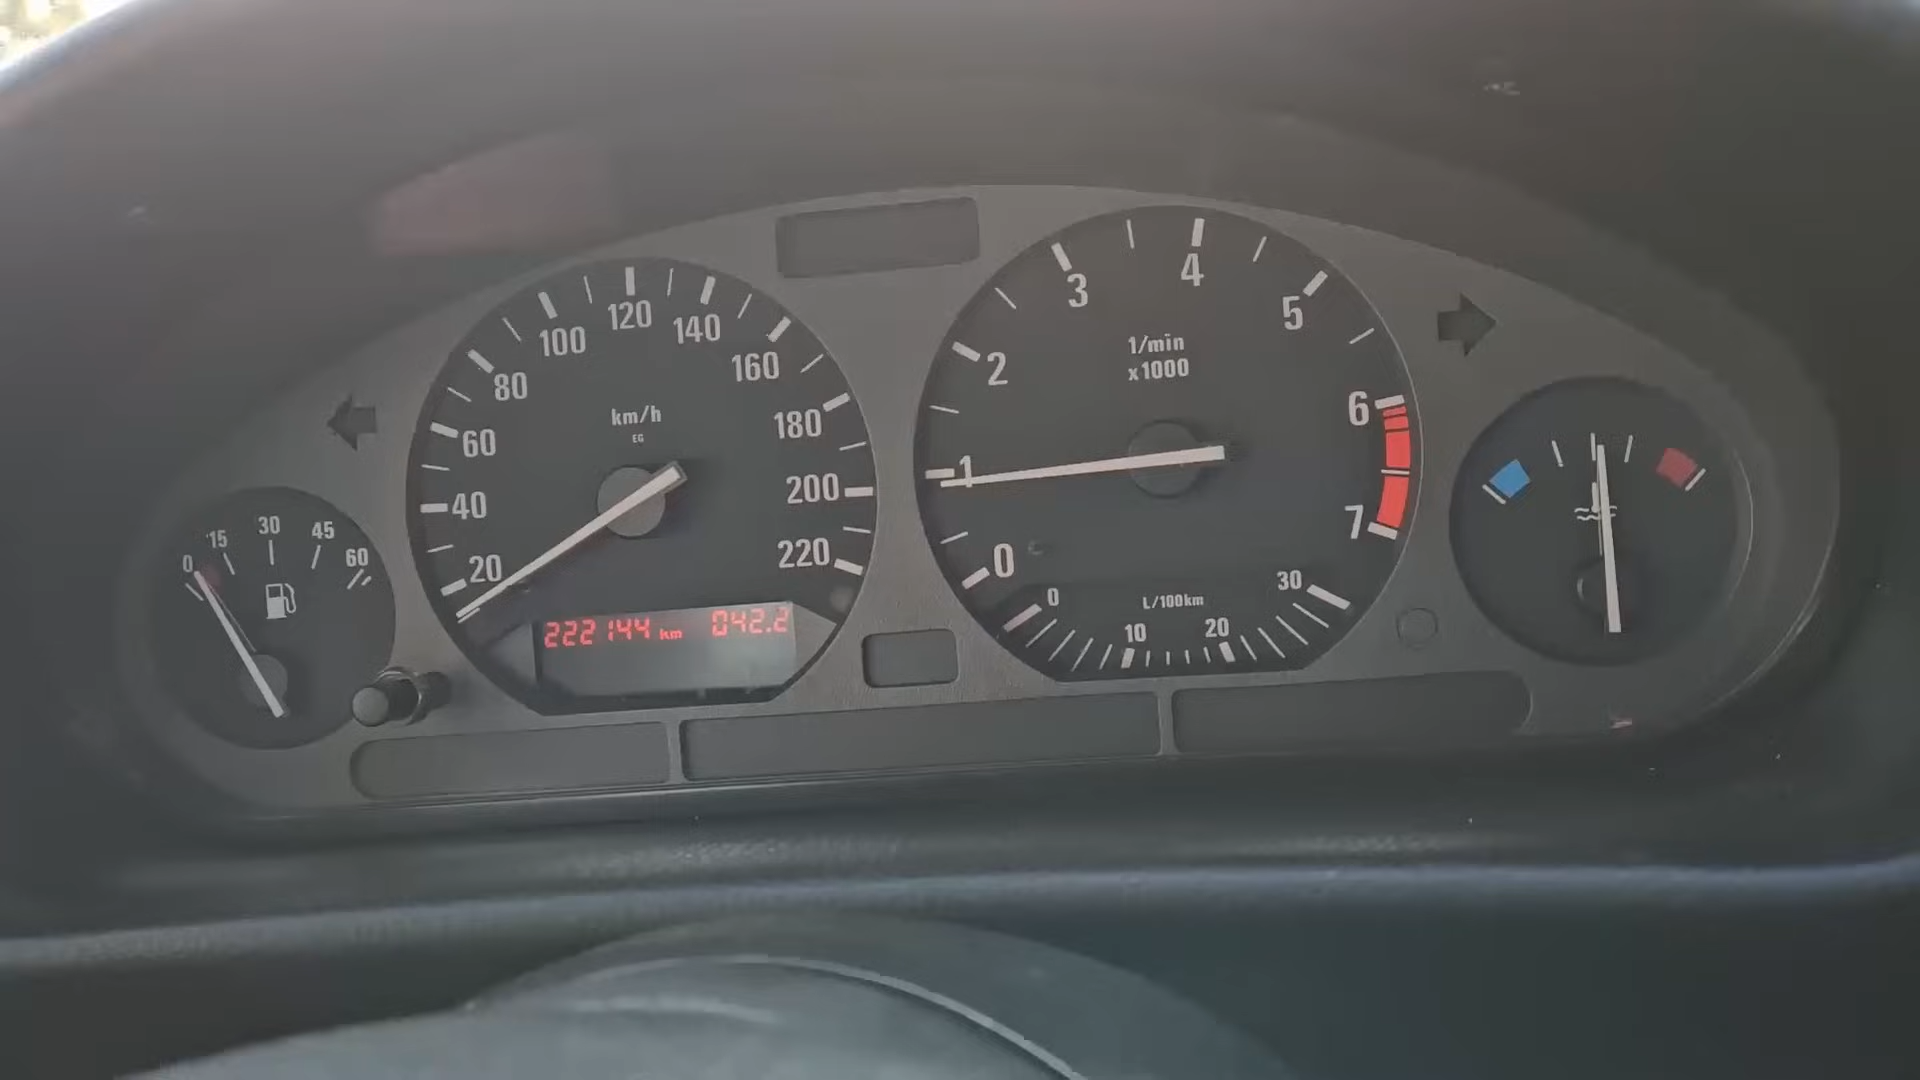 0 15 30 45 60
km/h
EG
20 40 60 80 100 120 140 160 180 200 220
222144 km 042.2
1/min
x1000
0 1 2 3 4 5 6 7
L/100km
0 10 20 30